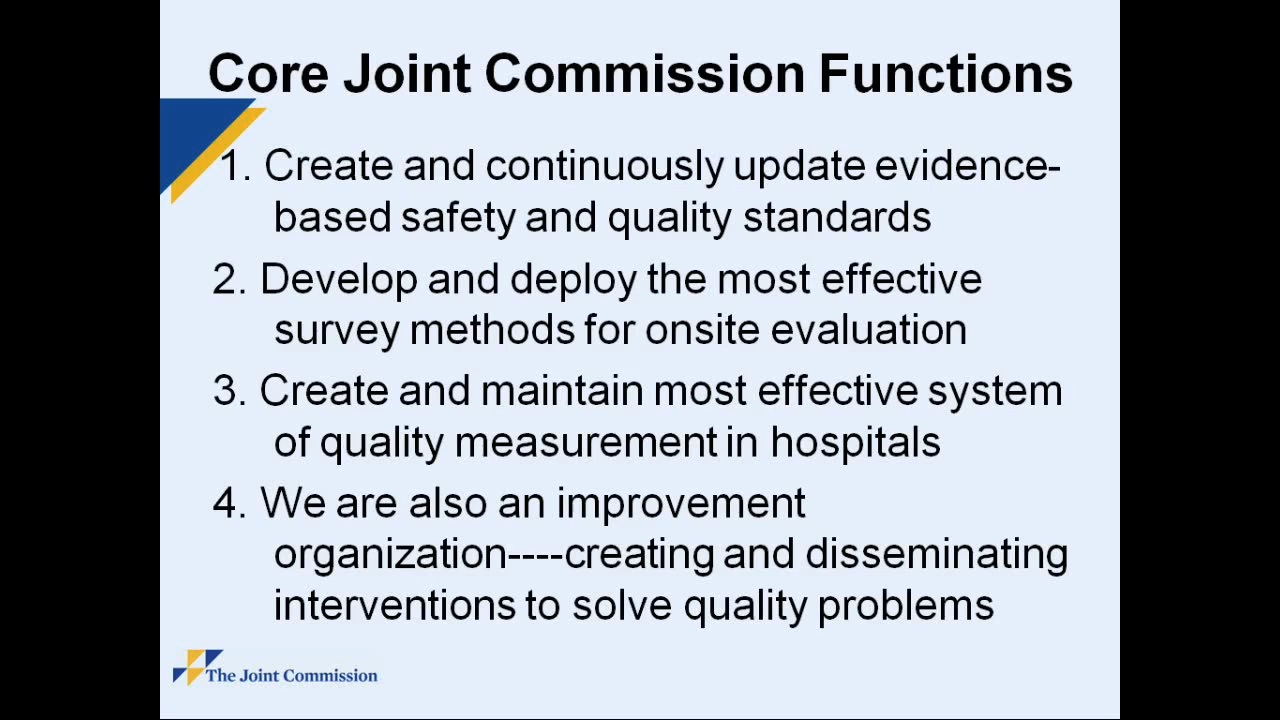 Core Joint Commission Functions
1. Create and continuously update evidence-
based safety and quality standards
2. Develop and deploy the most effective
survey methods for onsite evaluation
3. Create and maintain most effective system
of quality measurement in hospitals
4. We are also an improvement
organization----creating and disseminating
interventions to solve quality problems
The Joint Commission